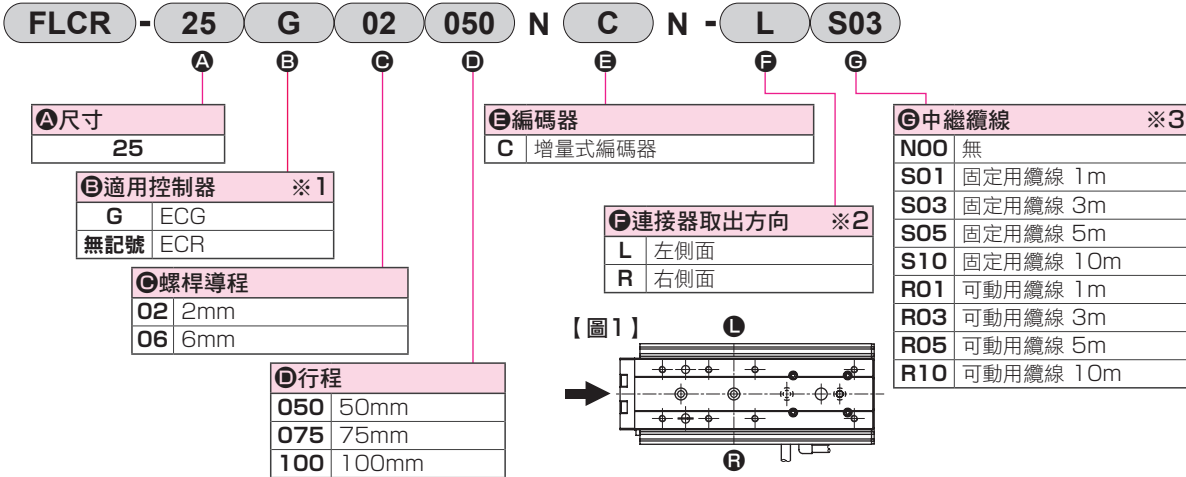 FLCR - 25 G 02 050 N C N - L S03
A B C D E F G
A尺寸
25
B適用控制器 ※1
G ECG
無記號 ECR
C螺桿導程
02 2mm
06 6mm
D行程
050 50mm
075 75mm
100 100mm
E編碼器
C 增量式編碼器
F連接器取出方向 ※2
L 左側面
R 右側面
【圖1】
L
R
G中繼纜線 ※3
N00 無
S01 固定用纜線 1m
S03 固定用纜線 3m
S05 固定用纜線 5m
S10 固定用纜線 10m
R01 可動用纜線 1m
R03 可動用纜線 3m
R05 可動用纜線 5m
R10 可動用纜線 10m